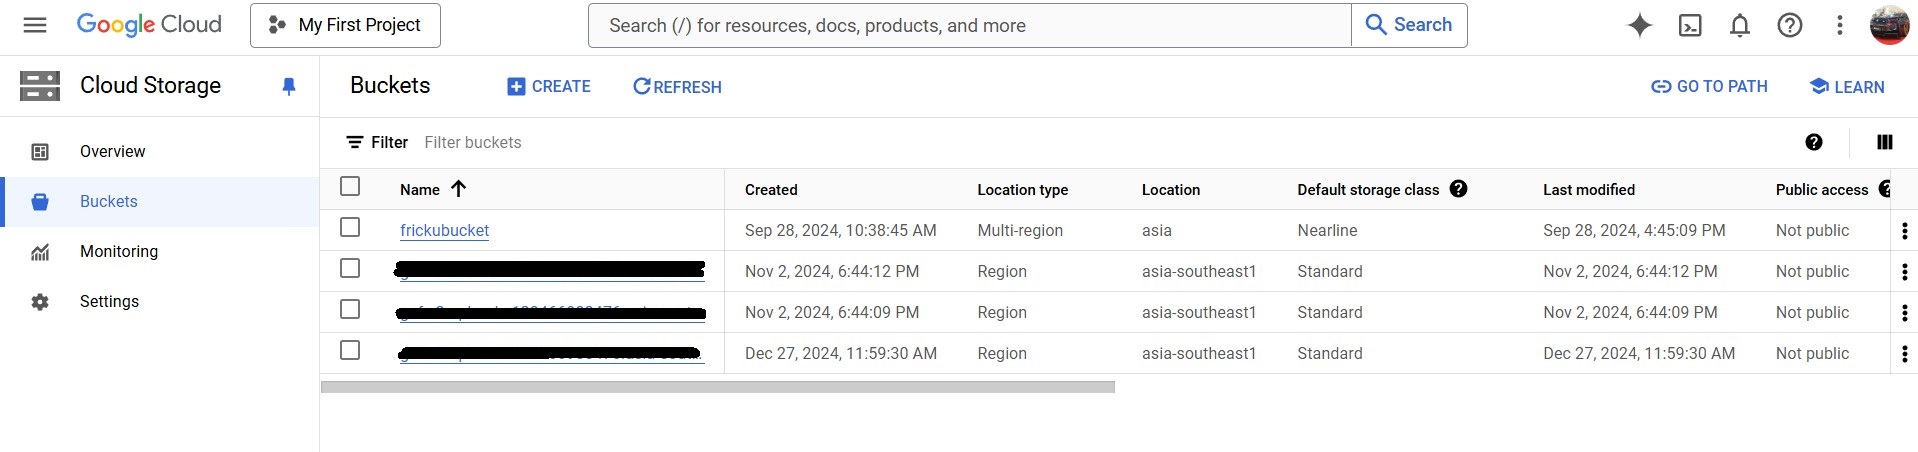 Google Cloud My First Project Search (/) for resources, docs, products, and more Search
Cloud Storage Buckets CREATE REFRESH GO TO PATH LEARN
Overview
Buckets
Monitoring
Settings
Filter Filter buckets
Name Created Location type Location Default storage class Last modified Public access
frickubucket Sep 28, 2024, 10:38:45 AM Multi-region asia Nearline Sep 28, 2024, 4:45:09 PM Not public
Nov 2, 2024, 6:44:12 PM Region asia-southeast1 Standard Nov 2, 2024, 6:44:12 PM Not public
Nov 2, 2024, 6:44:09 PM Region asia-southeast1 Standard Nov 2, 2024, 6:44:09 PM Not public
Dec 27, 2024, 11:59:30 AM Region asia-southeast1 Standard Dec 27, 2024, 11:59:30 AM Not public